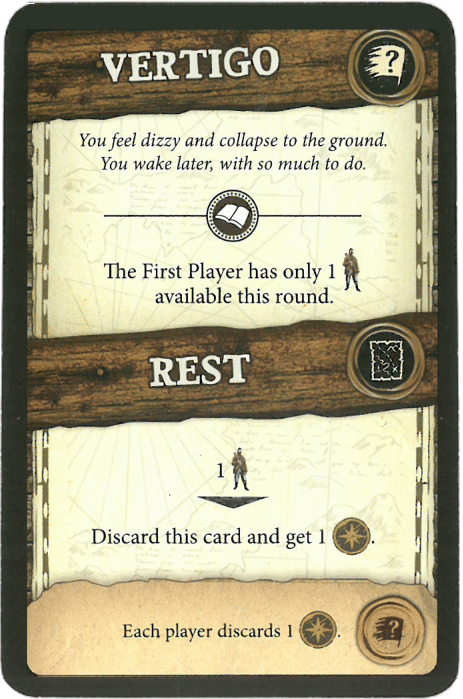 VERTIGO
?
You feel dizzy and collapse to the ground.
You wake later, with so much to do.
The First Player has only 1
available this round.
REST
1
Discard this card and get 1 .
Each player discards 1 .
?